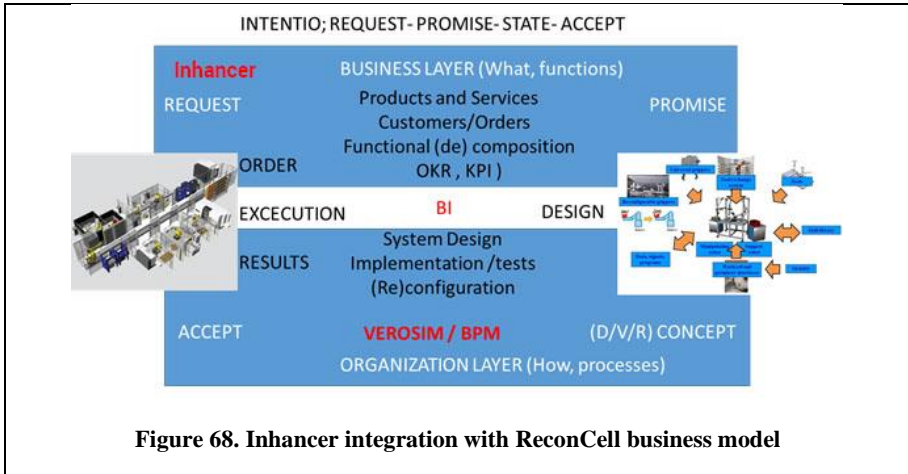 INTENTIO; REQUEST- PROMISE- STATE- ACCEPT
Inhancer
BUSINESS LAYER (What, functions)
REQUEST
Products and Services
PROMISE
Customers/Orders
Functional (de) composition
ORDER
OKR , KPI )
EXCECUTION
BI
DESIGN
System Design
RESULTS
Implementation /tests
(Re)configuration
ACCEPT
VEROSIM / BPM
(D/V/R) CONCEPT
ORGANIZATION LAYER (How, processes)
Figure 68. Inhancer integration with ReconCell business model